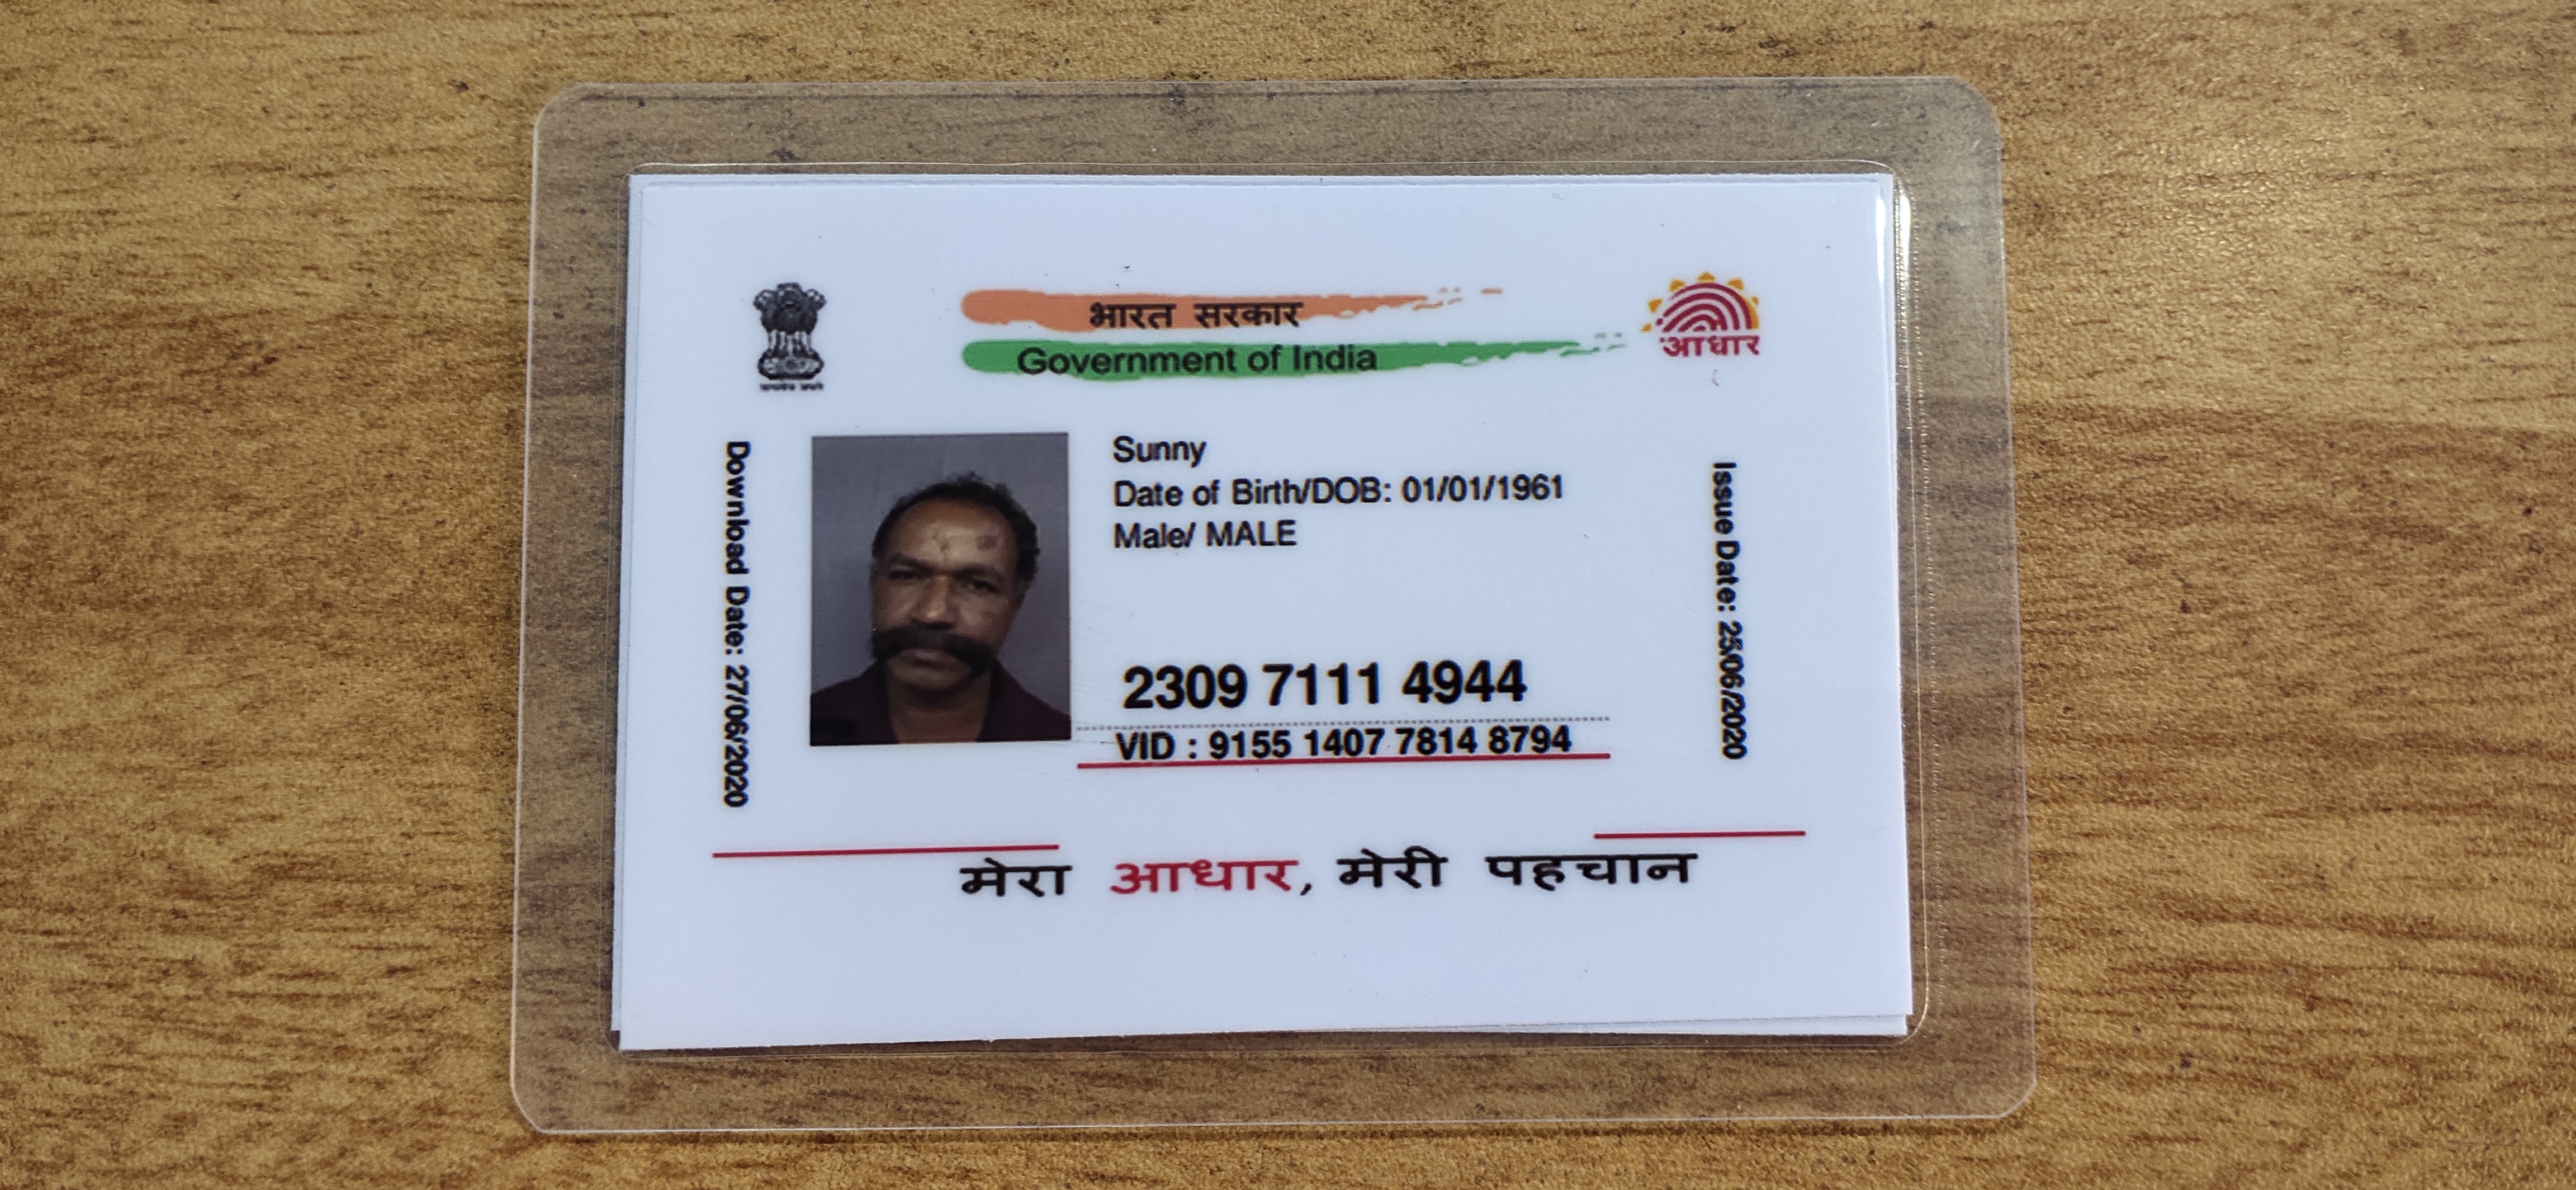 भारत सरकार
Government of India
आधार
Download Date: 27/06/2020
Issue Date: 25/06/2020
Sunny
Date of Birth/DOB: 01/01/1961
Male/ MALE
2309 7111 4944
VID : 9155 1407 7814 8794
मेरा आधार, मेरी पहचान